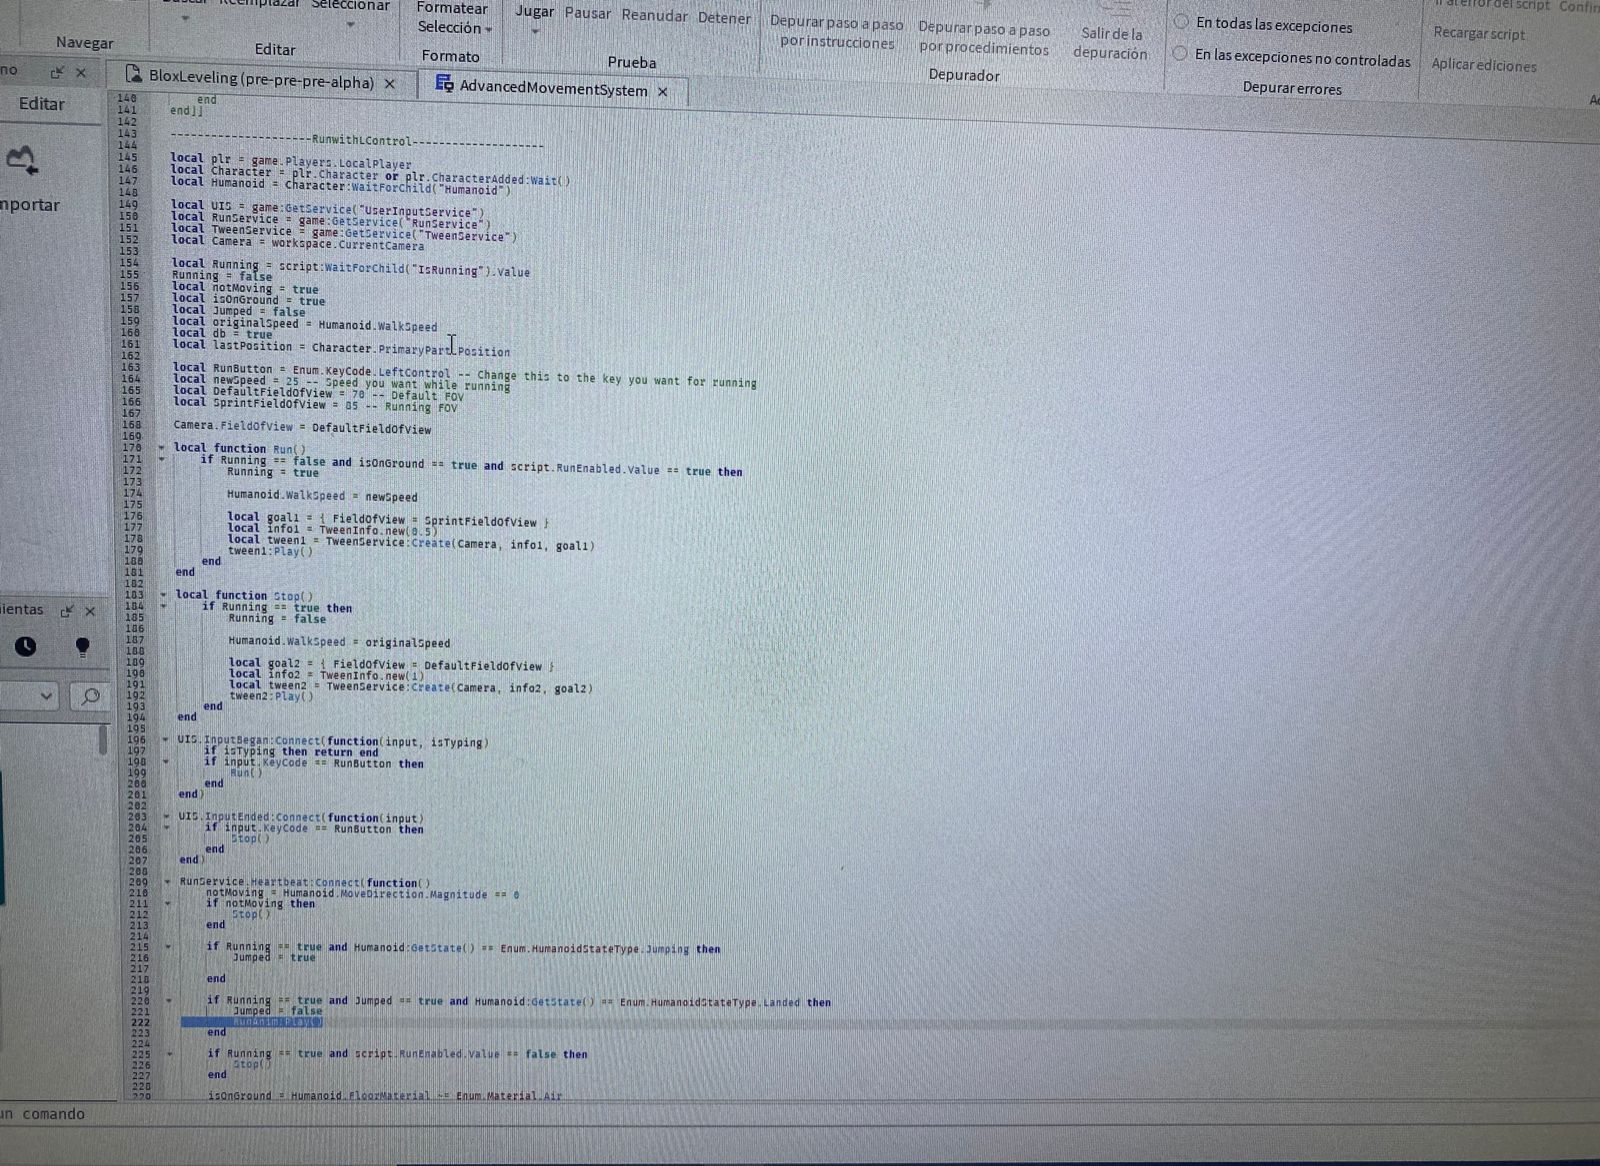 Reemplazar
Seleccionar
Formatear
Selección
Jugar Pausar Reanudar Detener
Depurar paso a paso
por instrucciones
Depurar paso a paso
por procedimientos
Salir de la
depuración
En todas las excepciones
En las excepciones no controladas
Recargar script
Aplicar ediciones
Navegar
Editar
Formato
Prueba
Depurador
Depurar errores
no
BloxLeveling (pre-pre-pre-alpha)
AdvancedMovementSystem
Editar
mportar
ientas
140 end
141 end]]
142
143 ---------------------RunwithLControl--------------------
144
145 local plr = game.Players.LocalPlayer
146 local Character = plr.Character or plr.CharacterAdded:Wait()
147 local Humanoid = Character:WaitForChild("Humanoid")
148
149 local UIS = game:GetService("UserInputService")
150 local RunService = game:GetService("RunService")
151 local TweenService = game:GetService("TweenService")
152 local Camera = workspace.CurrentCamera
153
154 local Running = script:WaitForChild("IsRunning").Value
155 Running = false
156 local notMoving = true
157 local isOnGround = true
158 local Jumped = false
159 local originalSpeed = Humanoid.WalkSpeed
160 local db = true
161 local lastPosition = Character.PrimaryPart.Position
162
163 local RunButton = Enum.KeyCode.LeftControl -- Change this to the key you want for running
164 local newSpeed = 25 -- Speed you want while running
165 local DefaultFieldOfView = 70 -- Default FOV
166 local SprintFieldOfView = 85 -- Running FOV
167
168 Camera.FieldOfView = DefaultFieldOfView
169
170 local function Run()
171 if Running == false and isOnGround == true and script.RunEnabled.Value == true then
172 Running = true
173
174 Humanoid.WalkSpeed = newSpeed
175
176 local goal1 = { FieldOfView = SprintFieldOfView }
177 local info1 = TweenInfo.new(0.5)
178 local tween1 = TweenService:Create(Camera, info1, goal1)
179 tween1:Play()
180 end
181 end
182
183 local function Stop()
184 if Running == true then
185 Running = false
186
187 Humanoid.WalkSpeed = originalSpeed
188
189 local goal2 = { FieldOfView = DefaultFieldOfView }
190 local info2 = TweenInfo.new(1)
191 local tween2 = TweenService:Create(Camera, info2, goal2)
192 tween2:Play()
193 end
194 end
195
196 UIS.InputBegan:Connect(function(input, isTyping)
197 if isTyping then return end
198 if input.KeyCode == RunButton then
199 Run()
200 end
201 end)
202
203 UIS.InputEnded:Connect(function(input)
204 if input.KeyCode == RunButton then
205 Stop()
206 end
207 end)
208
209 RunService.Heartbeat:Connect(function()
210 notMoving = Humanoid.MoveDirection.Magnitude == 0
211 if notMoving then
212 Stop()
213 end
214
215 if Running == true and Humanoid:GetState() == Enum.HumanoidStateType.Jumping then
216 Jumped = true
217
218 end
219
220 if Running == true and Jumped == true and Humanoid:GetState() == Enum.HumanoidStateType.Landed then
221 Jumped = false
222 RunAnim:Play()
223 end
224
225 if Running == true and script.RunEnabled.Value == false then
226 Stop()
227 end
228
229 isOnGround = Humanoid.FloorMaterial ~= Enum.Material.Air
un comando